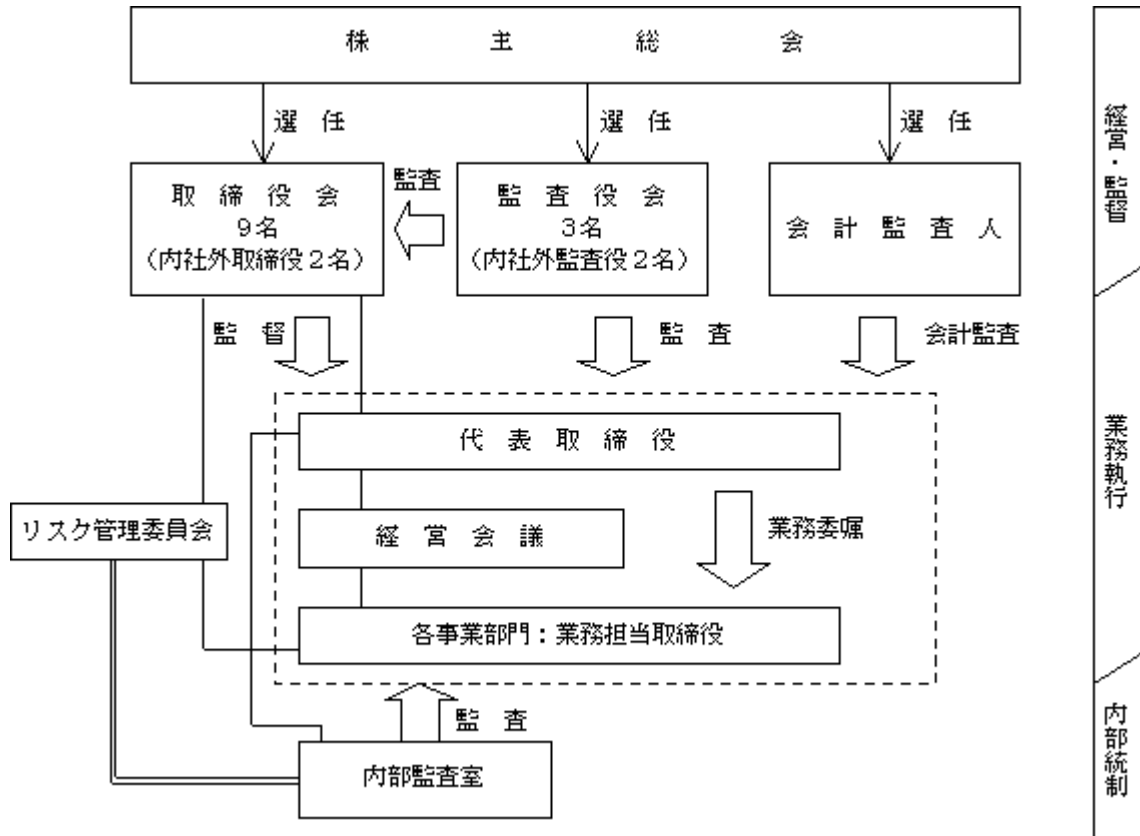 株主総会
選任
選任
選任
取締役会
9名
(内社外取締役2名)
監査
監査役会
3名
(内社外監査役2名)
会計監査人
監督
監査
会計監査
代表取締役
経営会議
業務委嘱
リスク管理委員会
各事業部門:業務担当取締役
監査
内部監査室
経営・監督
業務執行
内部統制